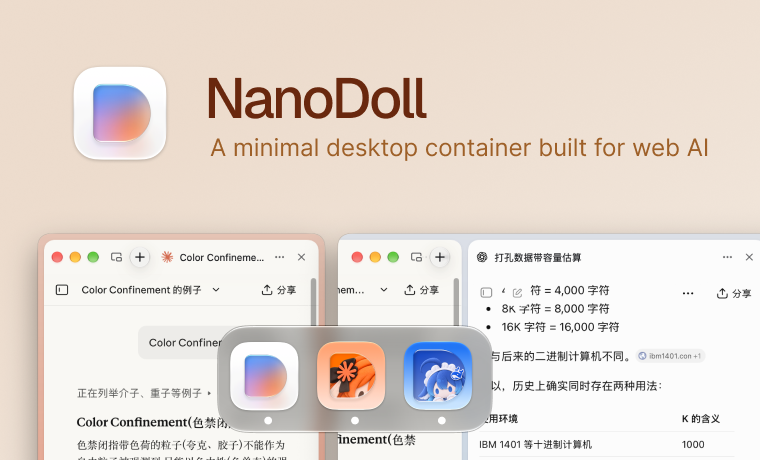 NanoDoll
A minimal desktop container built for web AI
Color Confineme...
Color Confinement 的例子
分享
Color Confiner
正在列举介子、重子等例子
Color Confinement(色禁闭
色禁闭指带色荷的粒子(夸克、胶子)不能作为
nem...
分享
inement(色禁
打孔数据带容量估算
分享
符 = 4,000 字符
8K 字符 = 8,000 字符
16K 字符 = 16,000 字符
与后来的二进制计算机不同。 ibm1401.con +1
以，历史上确实同时存在两种用法：
使用环境 K 的含义
IBM 1401 等十进制计算机 1000